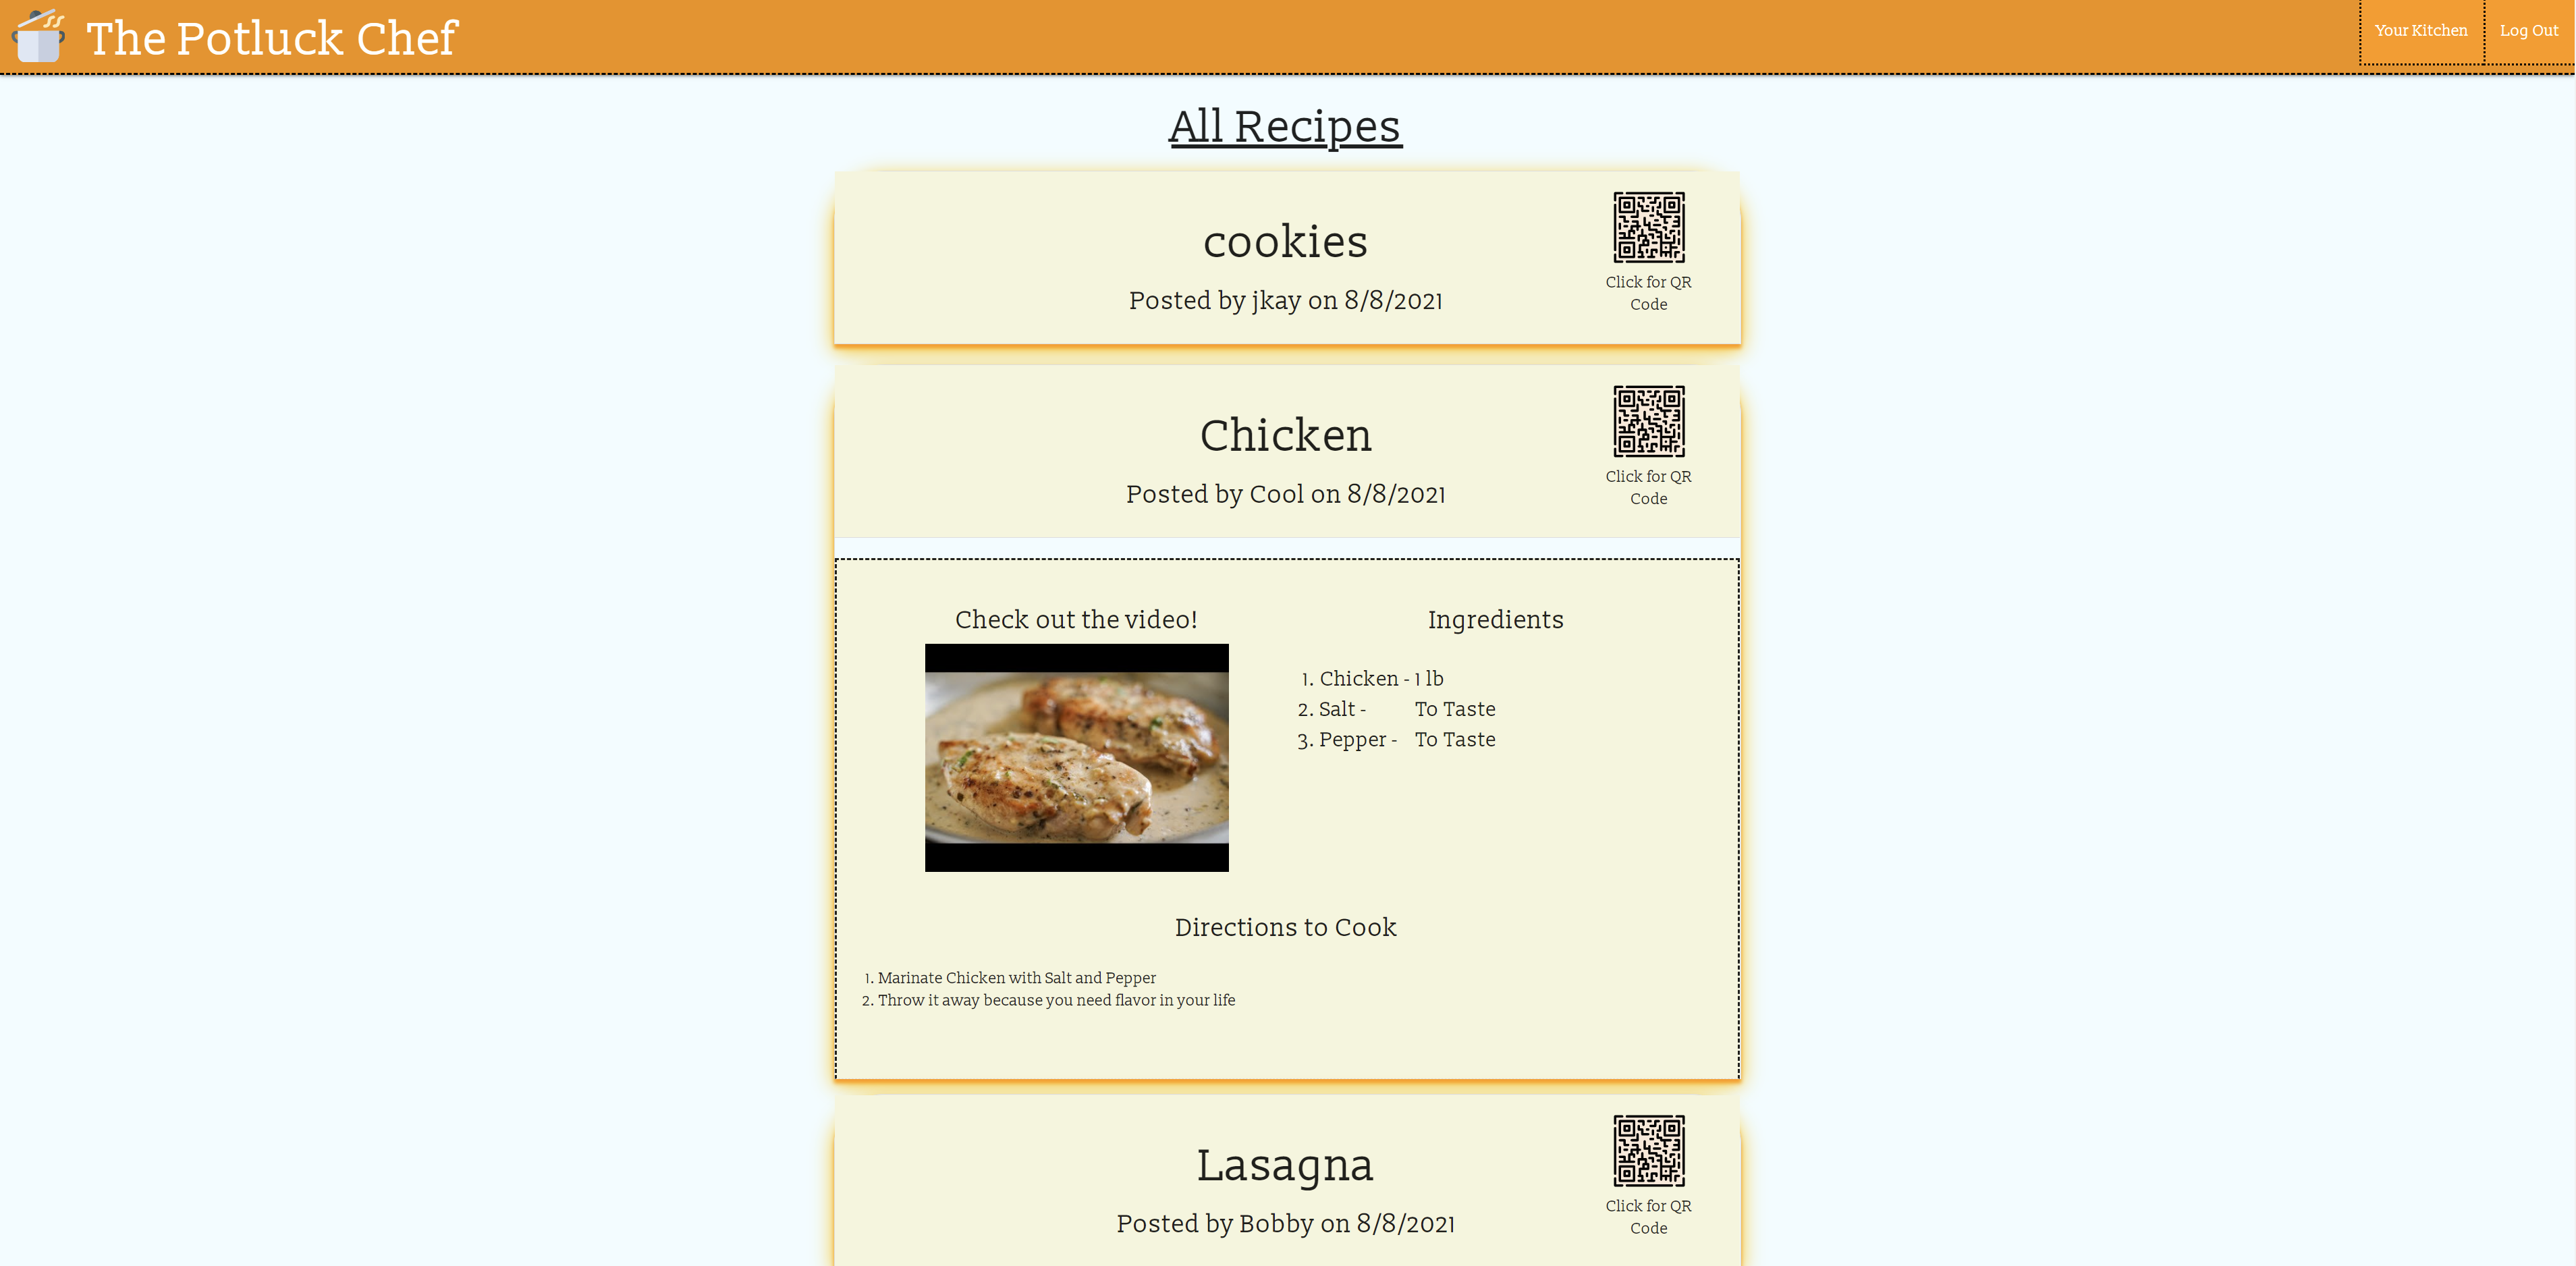 The Potluck Chef
Your Kitchen
Log Out
All Recipes
cookies
Posted by jkay on 8/8/2021
Click for QR
Code
Chicken
Posted by Cool on 8/8/2021
Click for QR
Code
Check out the video!
Ingredients
1. Chicken - 1 lb
2. Salt - To Taste
3. Pepper - To Taste
Directions to Cook
1. Marinate Chicken with Salt and Pepper
2. Throw it away because you need flavor in your life
Lasagna
Posted by Bobby on 8/8/2021
Click for QR
Code